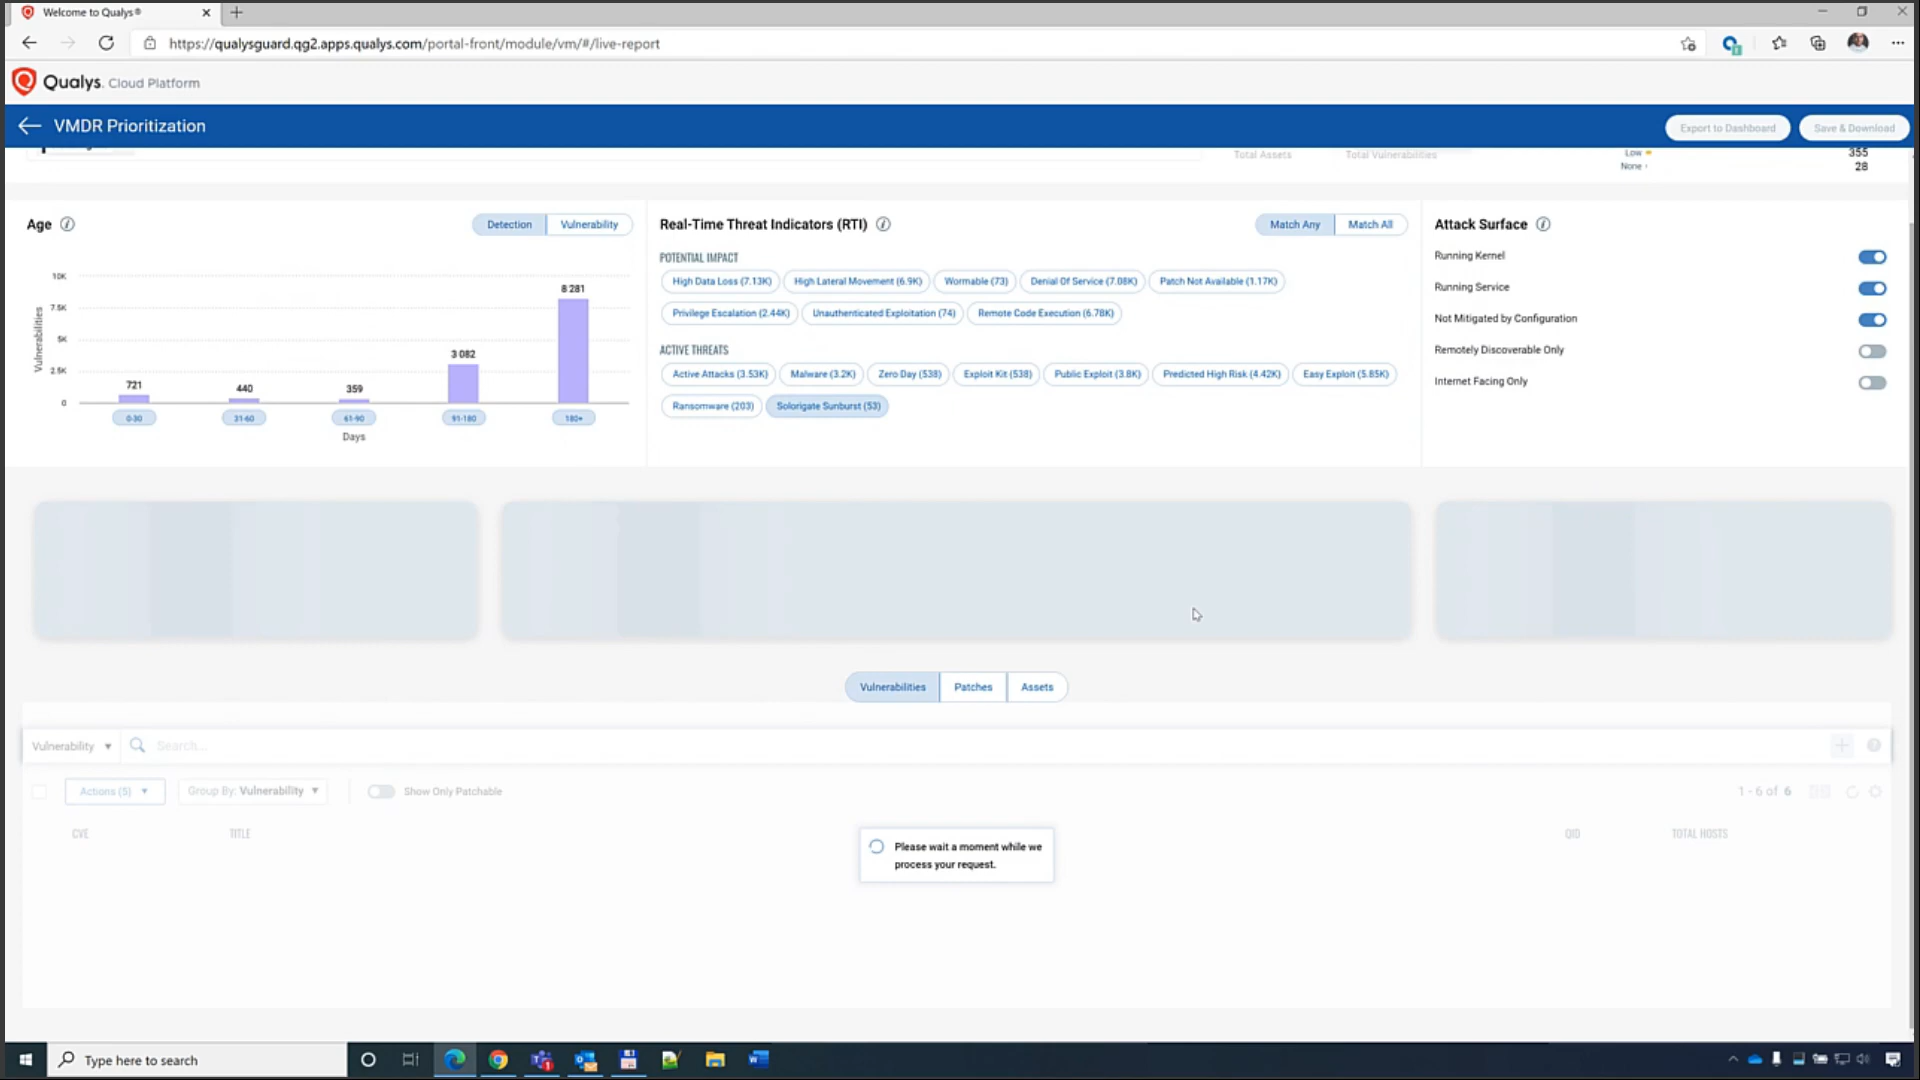 Welcome to Qualys®
https://qualysguard.qg2.apps.qualys.com/portal-front/module/vm/#/live-report
Qualys. Cloud Platform
VMDR Prioritization
Export to Dashboard
Save & Download
Total Assets
Total Vulnerabilities
Low
355
None
28
Age
Detection
Vulnerability
Vulnerabilities
10K
7.5K
5K
2.5K
0
721
440
359
3 082
8 281
0-30
31-60
61-90
91-180
180+
Days
Real-Time Threat Indicators (RTI)
Match Any
Match All
POTENTIAL IMPACT
High Data Loss (7.13K)
High Lateral Movement (6.9K)
Wormable (73)
Denial Of Service (7.08K)
Patch Not Available (1.17K)
Privilege Escalation (2.44K)
Unauthenticated Exploitation (74)
Remote Code Execution (6.78K)
ACTIVE THREATS
Active Attacks (3.53K)
Malware (3.2K)
Zero Day (538)
Exploit Kit (538)
Public Exploit (3.8K)
Predicted High Risk (4.42K)
Easy Exploit (5.85K)
Ransomware (203)
Solorigate Sunburst (53)
Attack Surface
Running Kernel
Running Service
Not Mitigated by Configuration
Remotely Discoverable Only
Internet Facing Only
Vulnerabilities
Patches
Assets
Vulnerability
Search...
Actions (5)
Group By: Vulnerability
Show Only Patchable
1 - 6 of 6
CVE
TITLE
QID
TOTAL HOSTS
Please wait a moment while we
process your request.
Type here to search